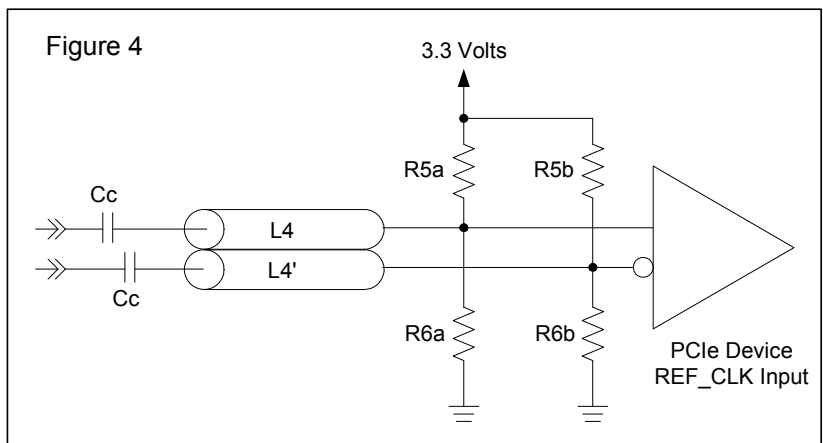 Figure 4
3.3 Volts
R5a
R5b
Cc
L4
L4'
Cc
R6a
R6b
PCIe Device
REF_CLK Input